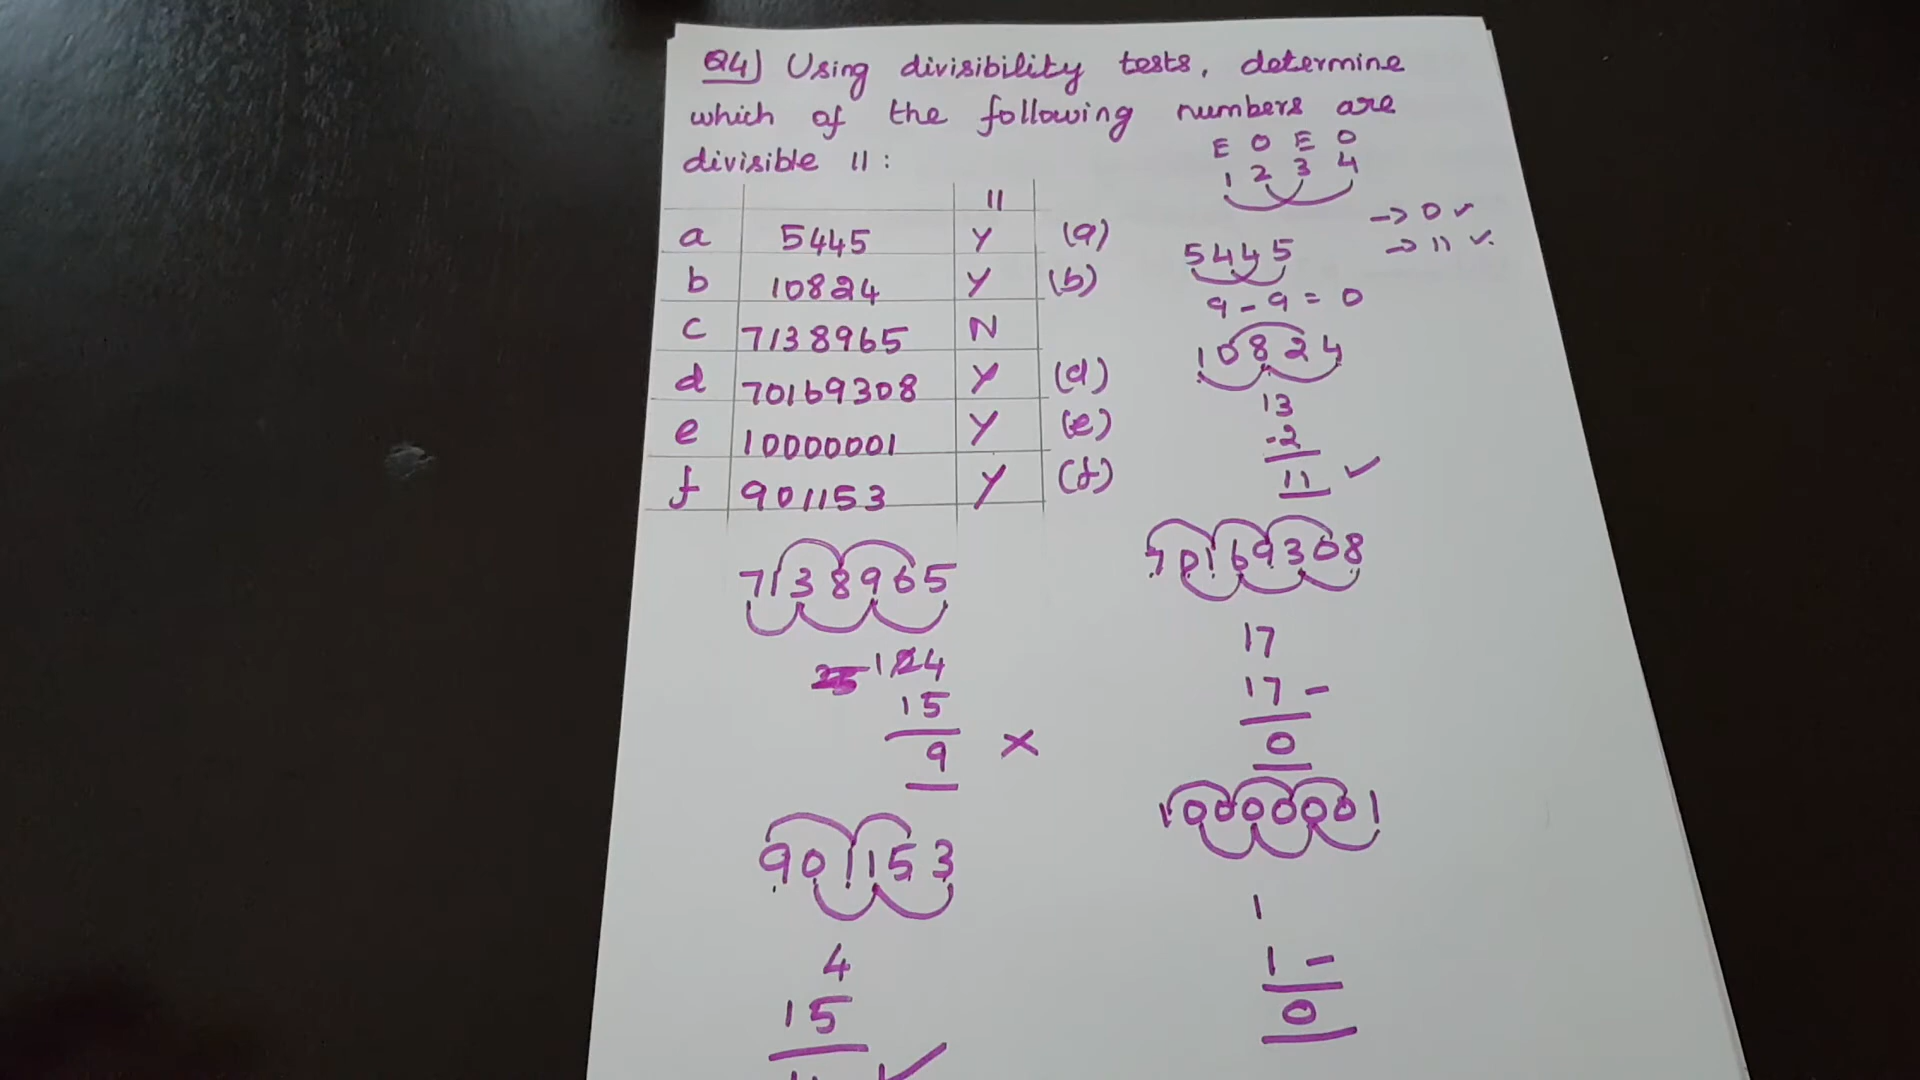 Q4) Using divisibility tests, determine
which of the following numbers are
divisible 11:
E O E O
1 2 3 4
11
a 5445 Y (a)
b 10824 Y (b)
c 7138965 N
d 70169308 Y (d)
e 10000001 Y (e)
f 901153 Y (f)
-> 0 ✓
-> 11 ✓.
5445
9 - 9 = 0
10824
13
-2
11 ✓
7138965
24
15
9 X
70169308
17
17 -
0
901153
4
15
✓
10000001
1
1 -
0